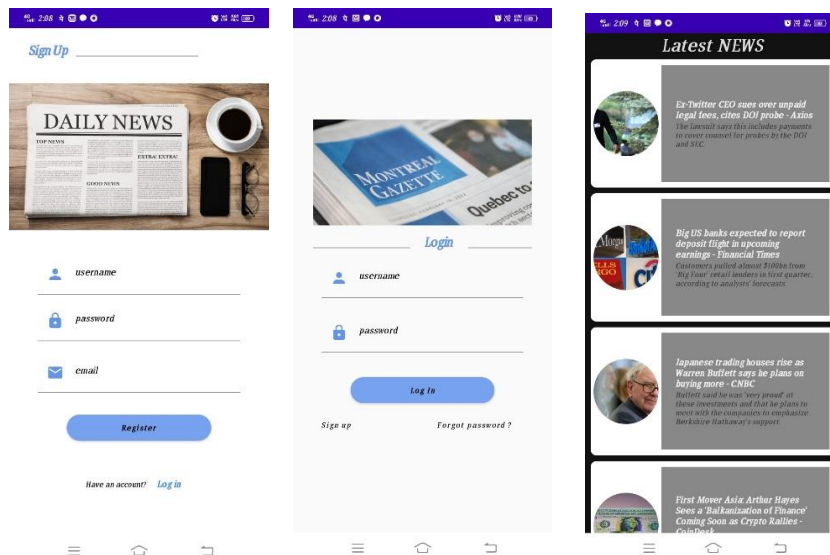 2:08
Sign Up
DAILY NEWS
TOP NEWS
EXTRA! EXTRA!
GOOD NEWS
username
password
email
Register
Have an account? Log in
2:08
MONTREAL
GAZETTE
Quebec to
Login
username
password
Log In
Sign up Forgot password ?
2:09
Latest NEWS
Ex-Twitter CEO sues over unpaid
legal fees, cites DOJ probe - Axios
The lawsuit says this includes payments
to cover counsel for probes by the DOJ
and SEC.
Big US banks expected to report
deposit flight in upcoming
earnings - Financial Times
Customers pulled almost $100bn from
'Big Four' retail lenders in first quarter,
according to analysts' forecasts
Japanese trading houses rise as
Warren Buffett says he plans on
buying more - CNBC
Buffett said he was 'very proud' of
these investments and that he plans to
meet with the companies to emphasize
Berkshire Hathaway's support.
First Mover Asia: Arthur Hayes
Sees a 'Balkanization of Finance'
Coming Soon as Crypto Rallies -
CoinDesk